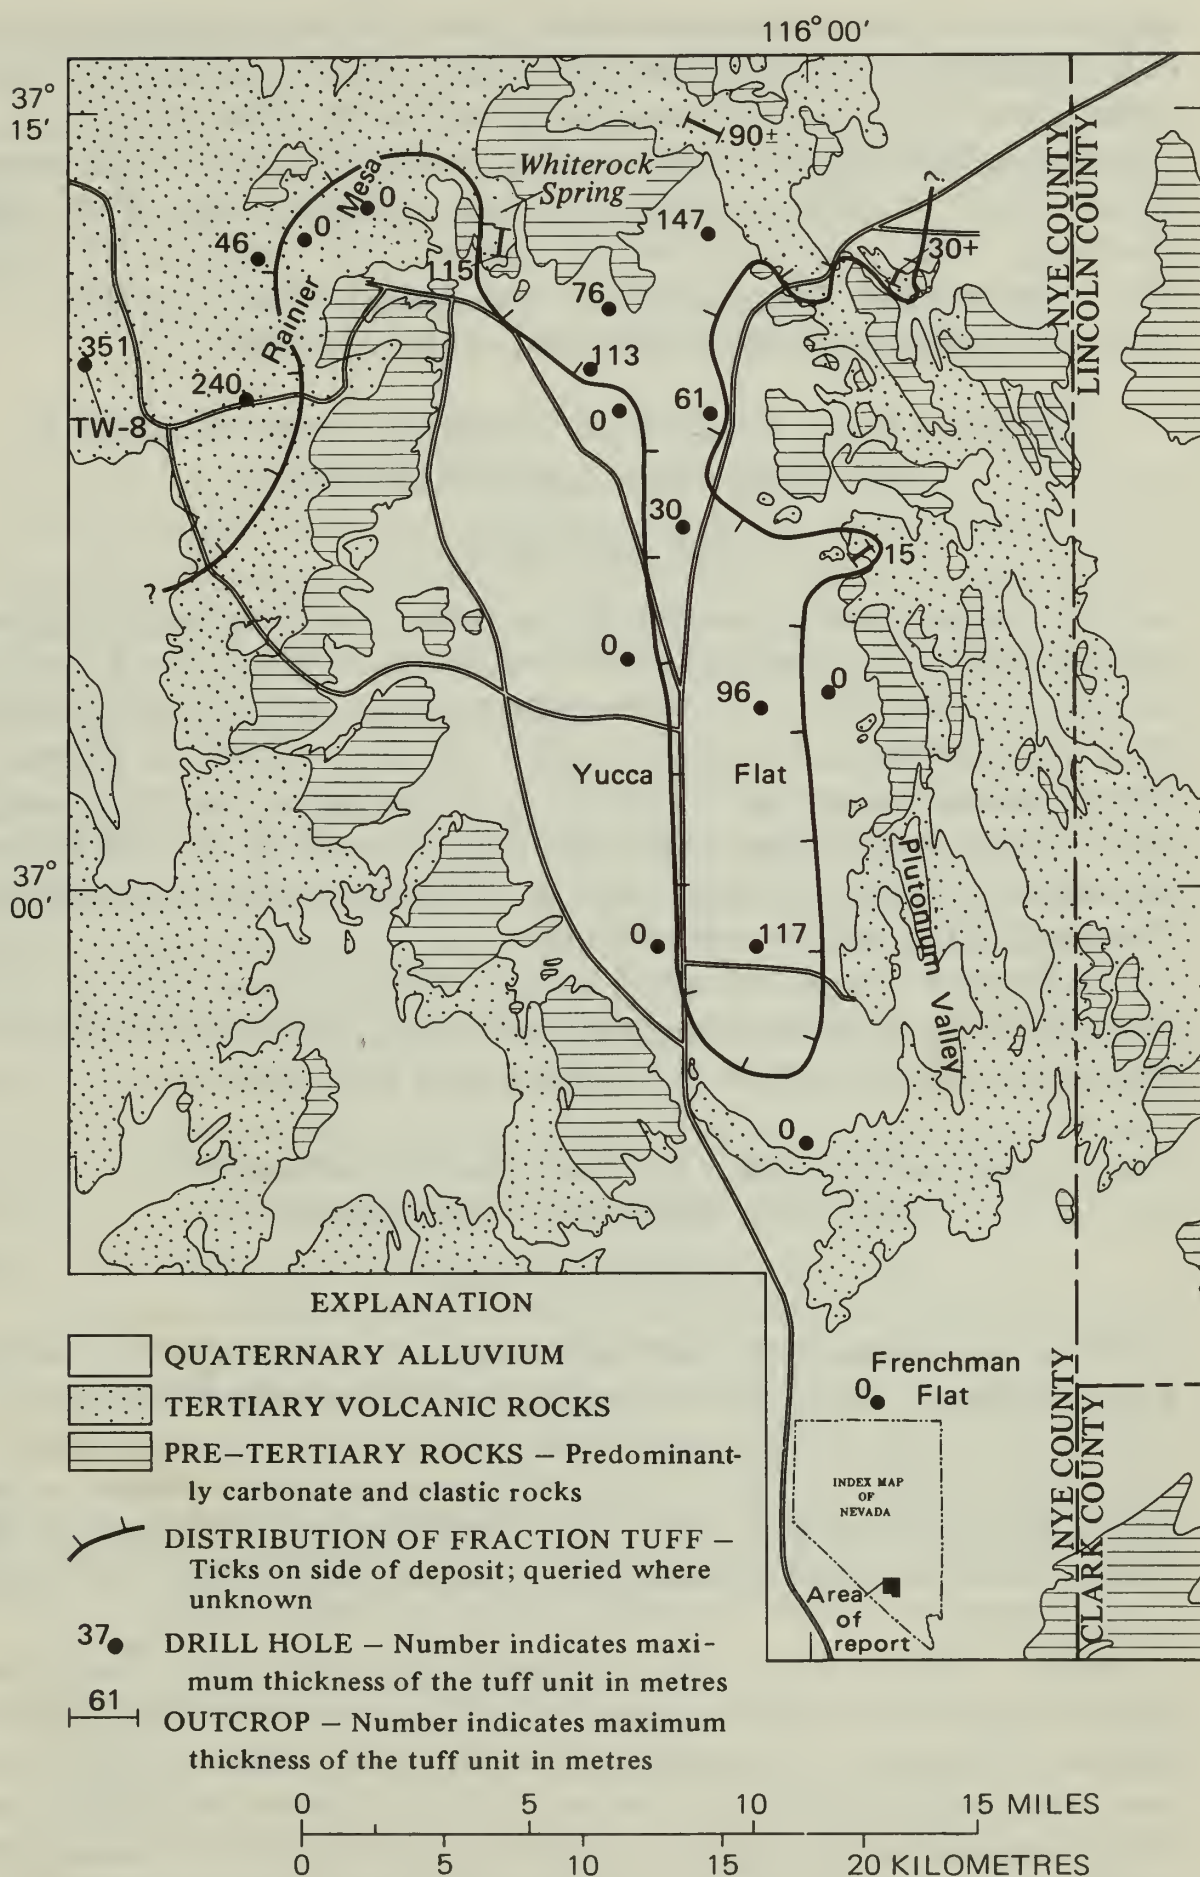 116° 00′
37°
15′
90±
Whiterock
Spring
Mesa
0
0
46
147
?
30+
NYE COUNTY
LINCOLN COUNTY
115
76
Rainier
351
113
240
0
61
TW-8
30
15
?
0
96
0
Yucca Flat
37°
00′
Plutonium Valley
0
117
0
EXPLANATION
QUATERNARY ALLUVIUM
TERTIARY VOLCANIC ROCKS
PRE–TERTIARY ROCKS – Predominant-
ly carbonate and clastic rocks
DISTRIBUTION OF FRACTION TUFF –
Ticks on side of deposit; queried where
unknown
37
DRILL HOLE – Number indicates maxi-
mum thickness of the tuff unit in metres
61
OUTCROP – Number indicates maximum
thickness of the tuff unit in metres
Frenchman
Flat
0
NYE COUNTY
CLARK COUNTY
INDEX MAP
OF
NEVADA
Area
of
report
0 5 10 15 MILES
0 5 10 15 20 KILOMETRES